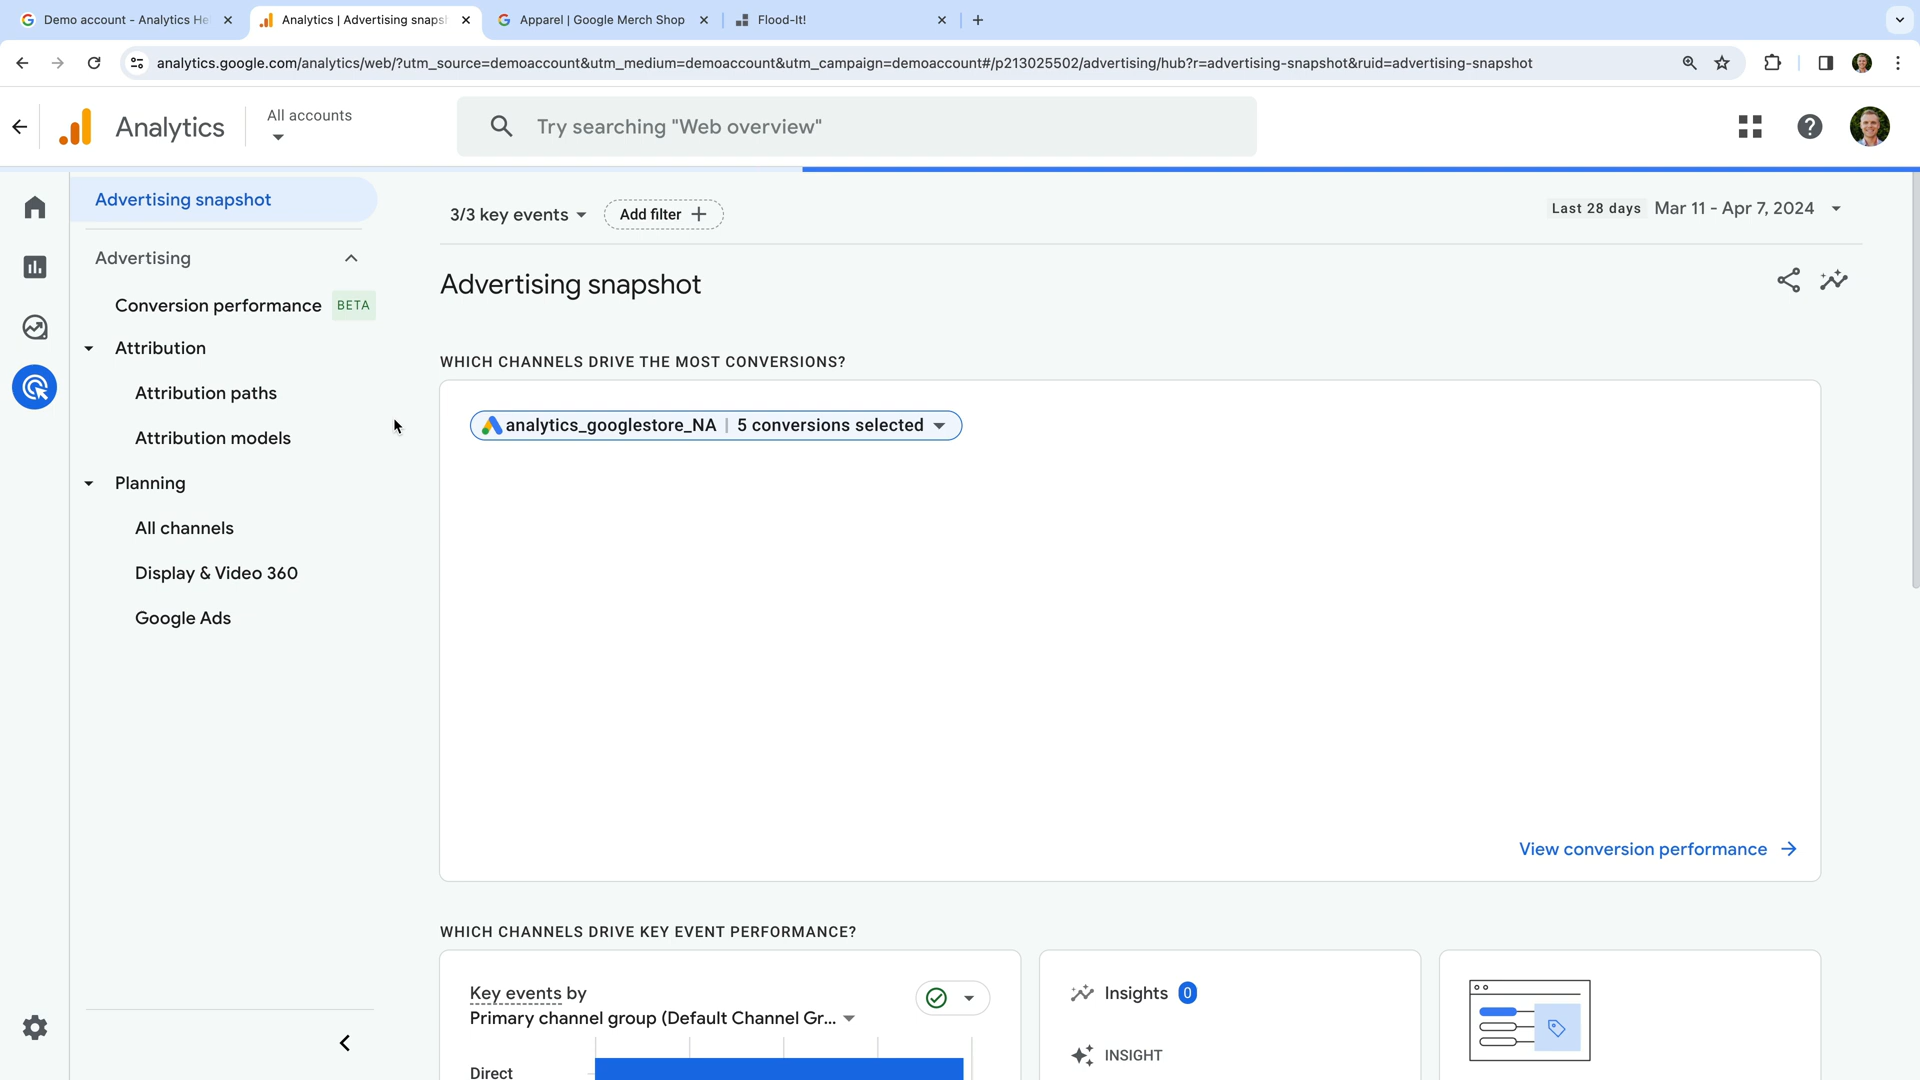 Demo account - Analytics He
Analytics | Advertising snaps
Apparel | Google Merch Shop
Flood-It!
analytics.google.com/analytics/web/?utm_source=demoaccount&utm_medium=demoaccount&utm_campaign=demoaccount#/p213025502/advertising/hub?r=advertising-snapshot&ruid=advertising-snapshot
Analytics
All accounts
Try searching "Web overview"
Advertising snapshot
Advertising
Conversion performance BETA
Attribution
Attribution paths
Attribution models
Planning
All channels
Display & Video 360
Google Ads
3/3 key events
Add filter
Last 28 days Mar 11 - Apr 7, 2024
Advertising snapshot
WHICH CHANNELS DRIVE THE MOST CONVERSIONS?
analytics_googlestore_NA | 5 conversions selected
View conversion performance
WHICH CHANNELS DRIVE KEY EVENT PERFORMANCE?
Key events by
Primary channel group (Default Channel Gr...
Direct
Insights 0
INSIGHT